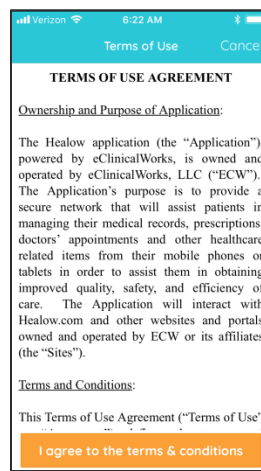 Verizon 6:22 AM
Terms of Use Cance
TERMS OF USE AGREEMENT
Ownership and Purpose of Application:
The Healow application (the “Application”)
powered by eClinicalWorks, is owned and
operated by eClinicalWorks, LLC (“ECW”).
The Application’s purpose is to provide a
secure network that will assist patients in
managing their medical records, prescriptions
doctors’ appointments and other healthcare
related items from their mobile phones or
tablets in order to assist them in obtaining
improved quality, safety, and efficiency of
care. The Application will interact with
Healow.com and other websites and portals
owned and operated by ECW or its affiliates
(the “Sites”).
Terms and Conditions:
This Terms of Use Agreement (“Terms of Use”
I agree to the terms & conditions